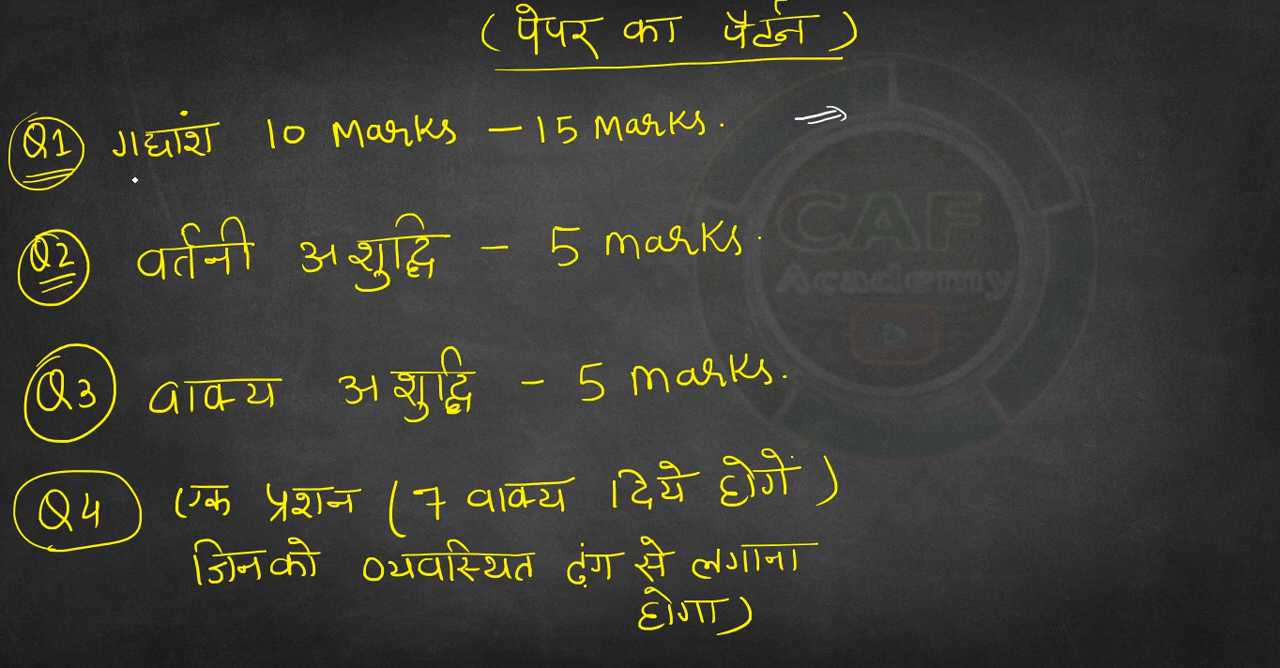 (पेपर का पैटर्न)
Q1 गद्यांश 10 Marks - 15 Marks.
CAF
Academy
Q2 वर्तनी अशुद्धि - 5 marks.
Q3 वाक्य अशुद्धि - 5 marks.
Q4 एक प्रशन (7 वाक्य दिये होगें)
जिनको व्यवस्थित ढ़ंग से लगाना
होगा)